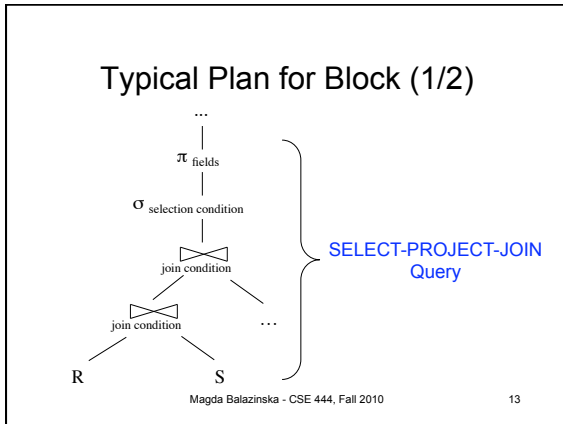 Typical Plan for Block (1/2)
...
π fields
σ selection condition
join condition
SELECT-PROJECT-JOIN
Query
join condition
...
R S
Magda Balazinska - CSE 444, Fall 2010 13